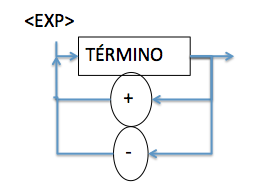 <EXP>
TÉRMINO
+
-